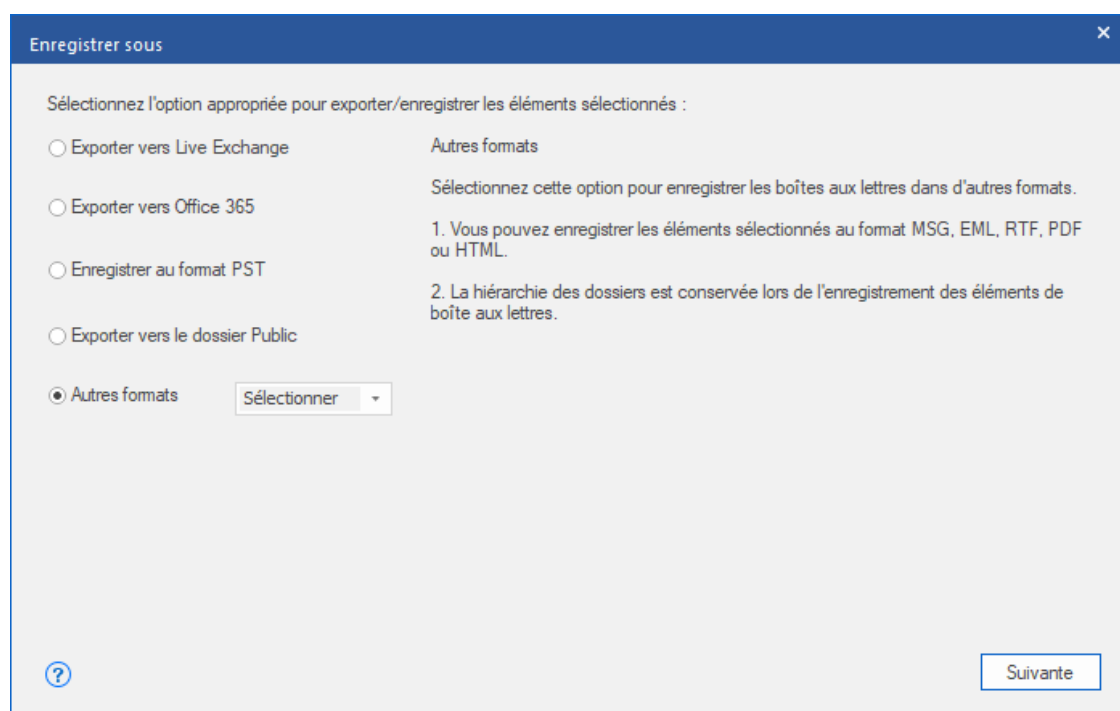 Enregistrer sous
Sélectionnez l'option appropriée pour exporter/enregistrer les éléments sélectionnés :
Exporter vers Live Exchange
Exporter vers Office 365
Enregistrer au format PST
Exporter vers le dossier Public
Autres formats
Sélectionner
Autres formats
Sélectionnez cette option pour enregistrer les boîtes aux lettres dans d'autres formats.
1. Vous pouvez enregistrer les éléments sélectionnés au format MSG, EML, RTF, PDF
ou HTML.
2. La hiérarchie des dossiers est conservée lors de l'enregistrement des éléments de
boîte aux lettres.
?
Suivante